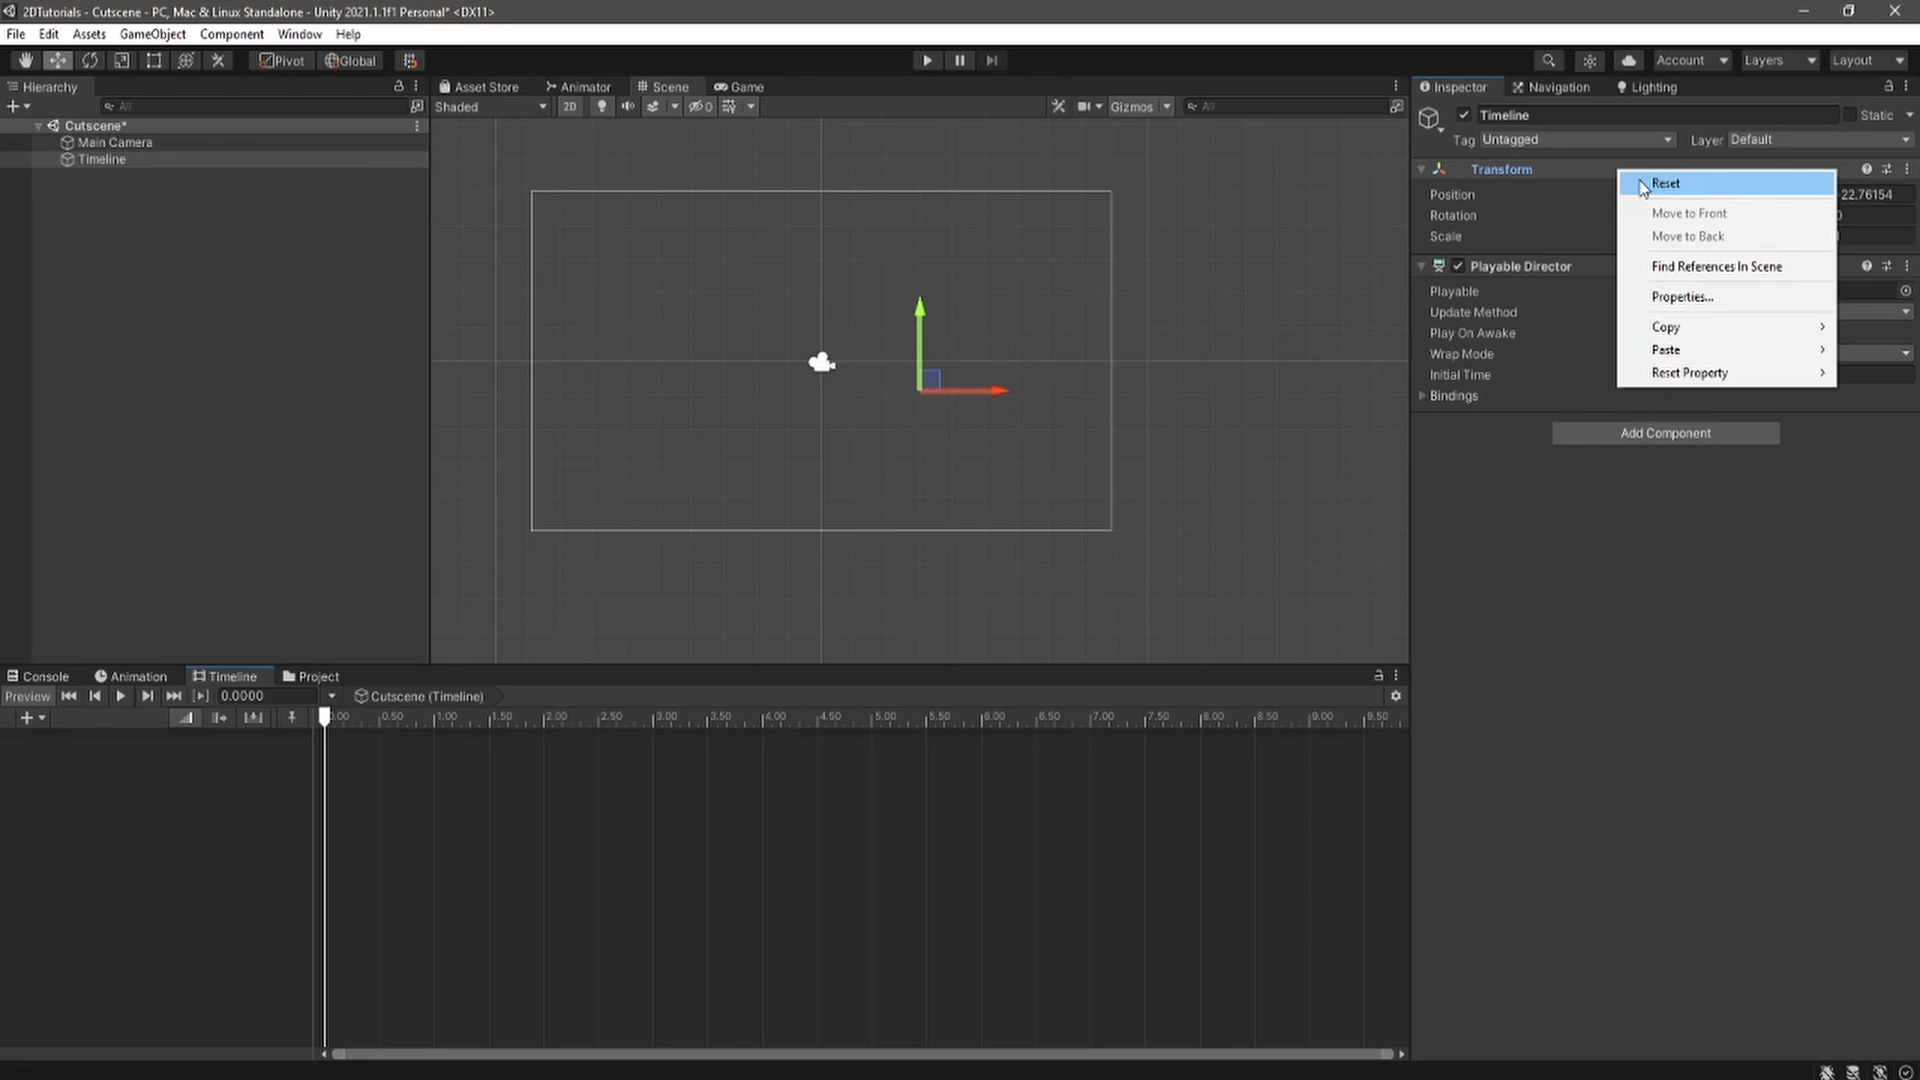 2DTutorials - Cutscene - PC, Mac & Linux Standalone - Unity 2021.1.1f1 Personal* <DX11>
File Edit Assets GameObject Component Window Help
Pivot Global Account Layers Layout
Hierarchy
All
Cutscene*
Main Camera
Timeline
Asset Store Animator Scene Game
Shaded 2D 0 Gizmos All
Inspector Navigation Lighting
Timeline Static
Tag Untagged Layer Default
Transform
Position 22.76154
Rotation 0
Scale
Playable Director
Playable
Update Method
Play On Awake
Wrap Mode
Initial Time
Bindings
Add Component
Reset
Move to Front
Move to Back
Find References In Scene
Properties...
Copy
Paste
Reset Property
Console Animation Timeline Project
Preview 0.0000 Cutscene (Timeline)
0.00 0.50 1.00 1.50 2.00 2.50 3.00 3.50 4.00 4.50 5.00 5.50 6.00 6.50 7.00 7.50 8.00 8.50 9.00 9.50